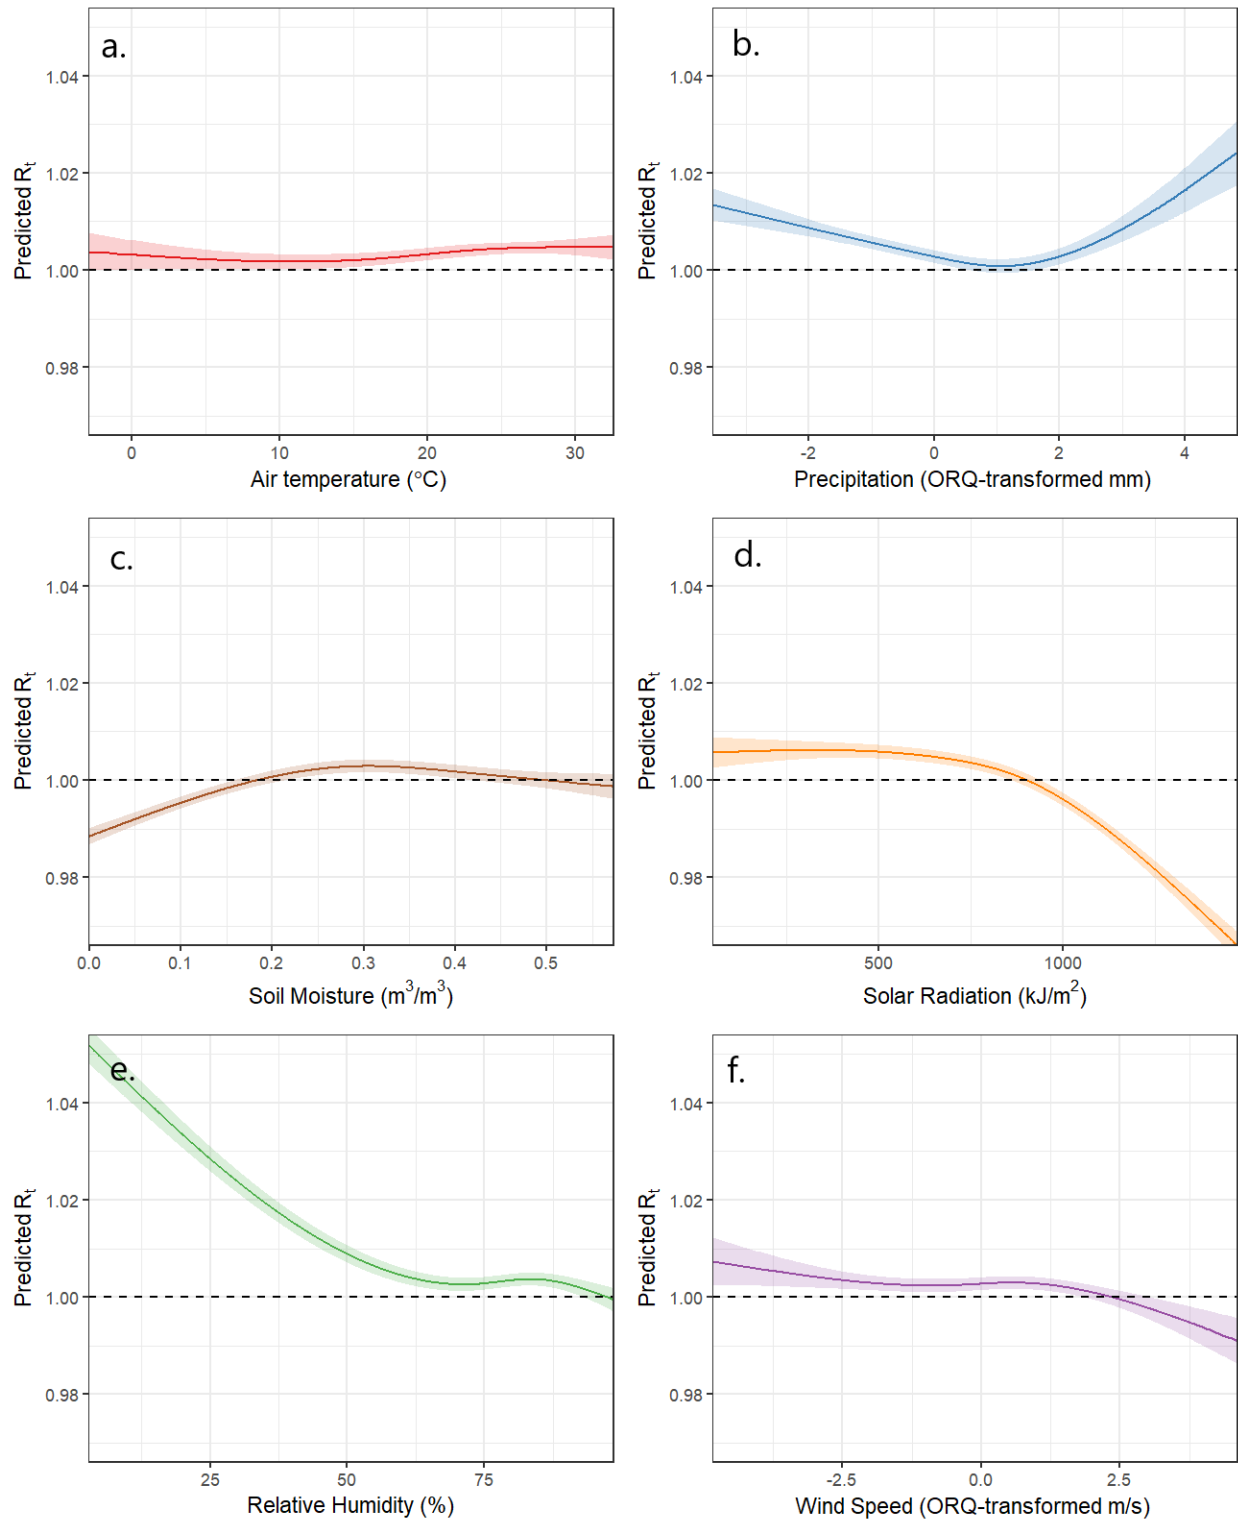 a.
1.04
1.02
1.00
0.98
Predicted Rt
0 10 20 30
Air temperature (°C)
b.
1.04
1.02
1.00
0.98
Predicted Rt
-2 0 2 4
Precipitation (ORQ-transformed mm)
c.
1.04
1.02
1.00
0.98
Predicted Rt
0.0 0.1 0.2 0.3 0.4 0.5
Soil Moisture (m³/m³)
d.
1.04
1.02
1.00
0.98
Predicted Rt
500 1000
Solar Radiation (kJ/m²)
e.
1.04
1.02
1.00
0.98
Predicted Rt
25 50 75
Relative Humidity (%)
f.
1.04
1.02
1.00
0.98
Predicted Rt
-2.5 0.0 2.5
Wind Speed (ORQ-transformed m/s)